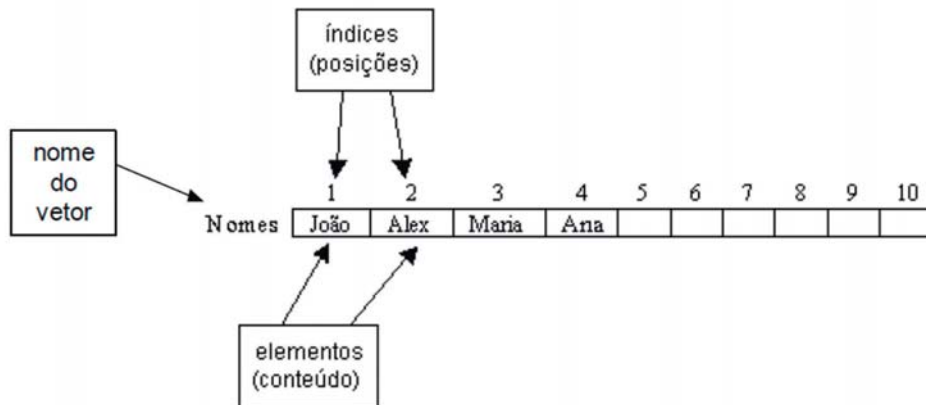 índices
(posições)
nome
do
vetor
1 2 3 4 5 6 7 8 9 10
Nomes João Alex Maria Ana
elementos
(conteúdo)